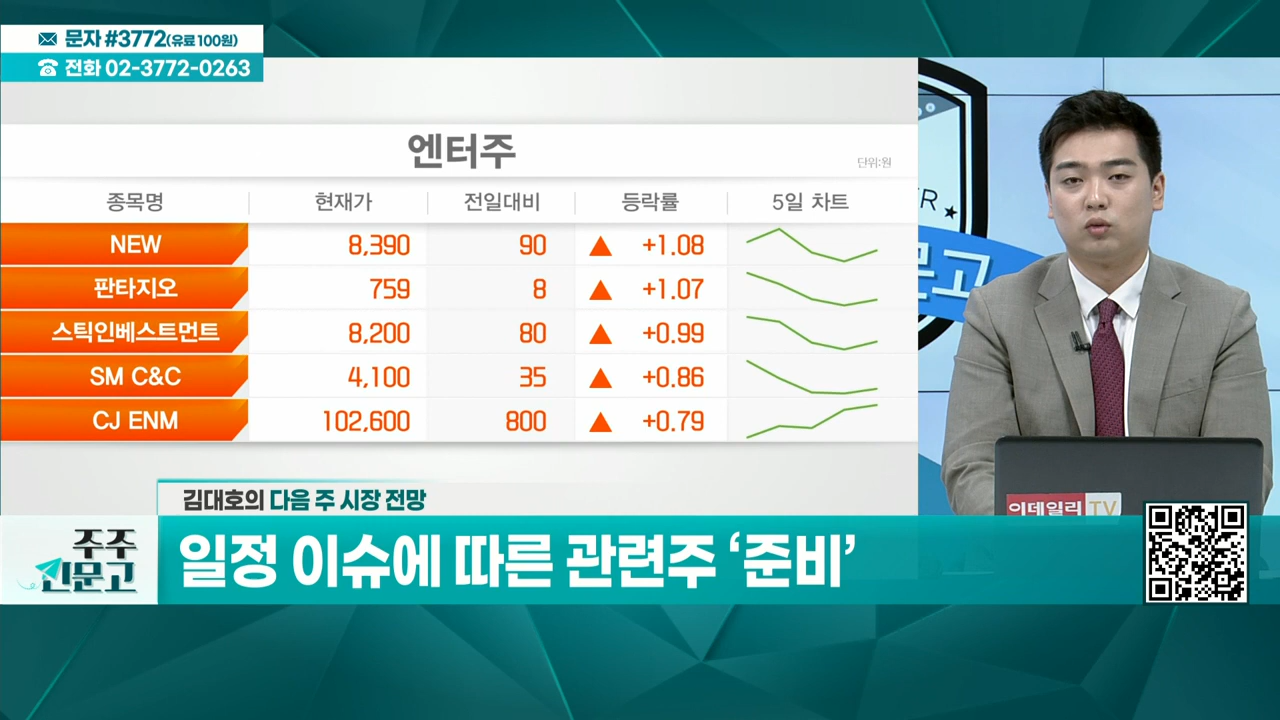 문자 #3772(유료 100원)
전화 02-3772-0263
엔터주
단위:원
종목명 현재가 전일대비 등락률 5일 차트
NEW 8,390 90 ▲ +1.08
판타지오 759 8 ▲ +1.07
스틱인베스트먼트 8,200 80 ▲ +0.99
SM C&C 4,100 35 ▲ +0.86
CJ ENM 102,600 800 ▲ +0.79
김대호의 다음 주 시장 전망
주주
신문고
일정 이슈에 따른 관련주 ‘준비’
이데일리 TV
문고